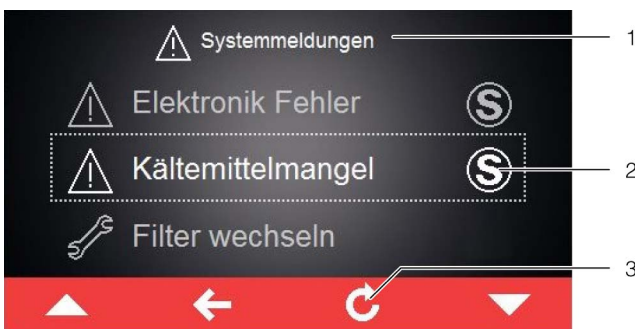 Systemmeldungen
1
Elektronik Fehler S
Kältemittelmangel S
2
Filter wechseln
3